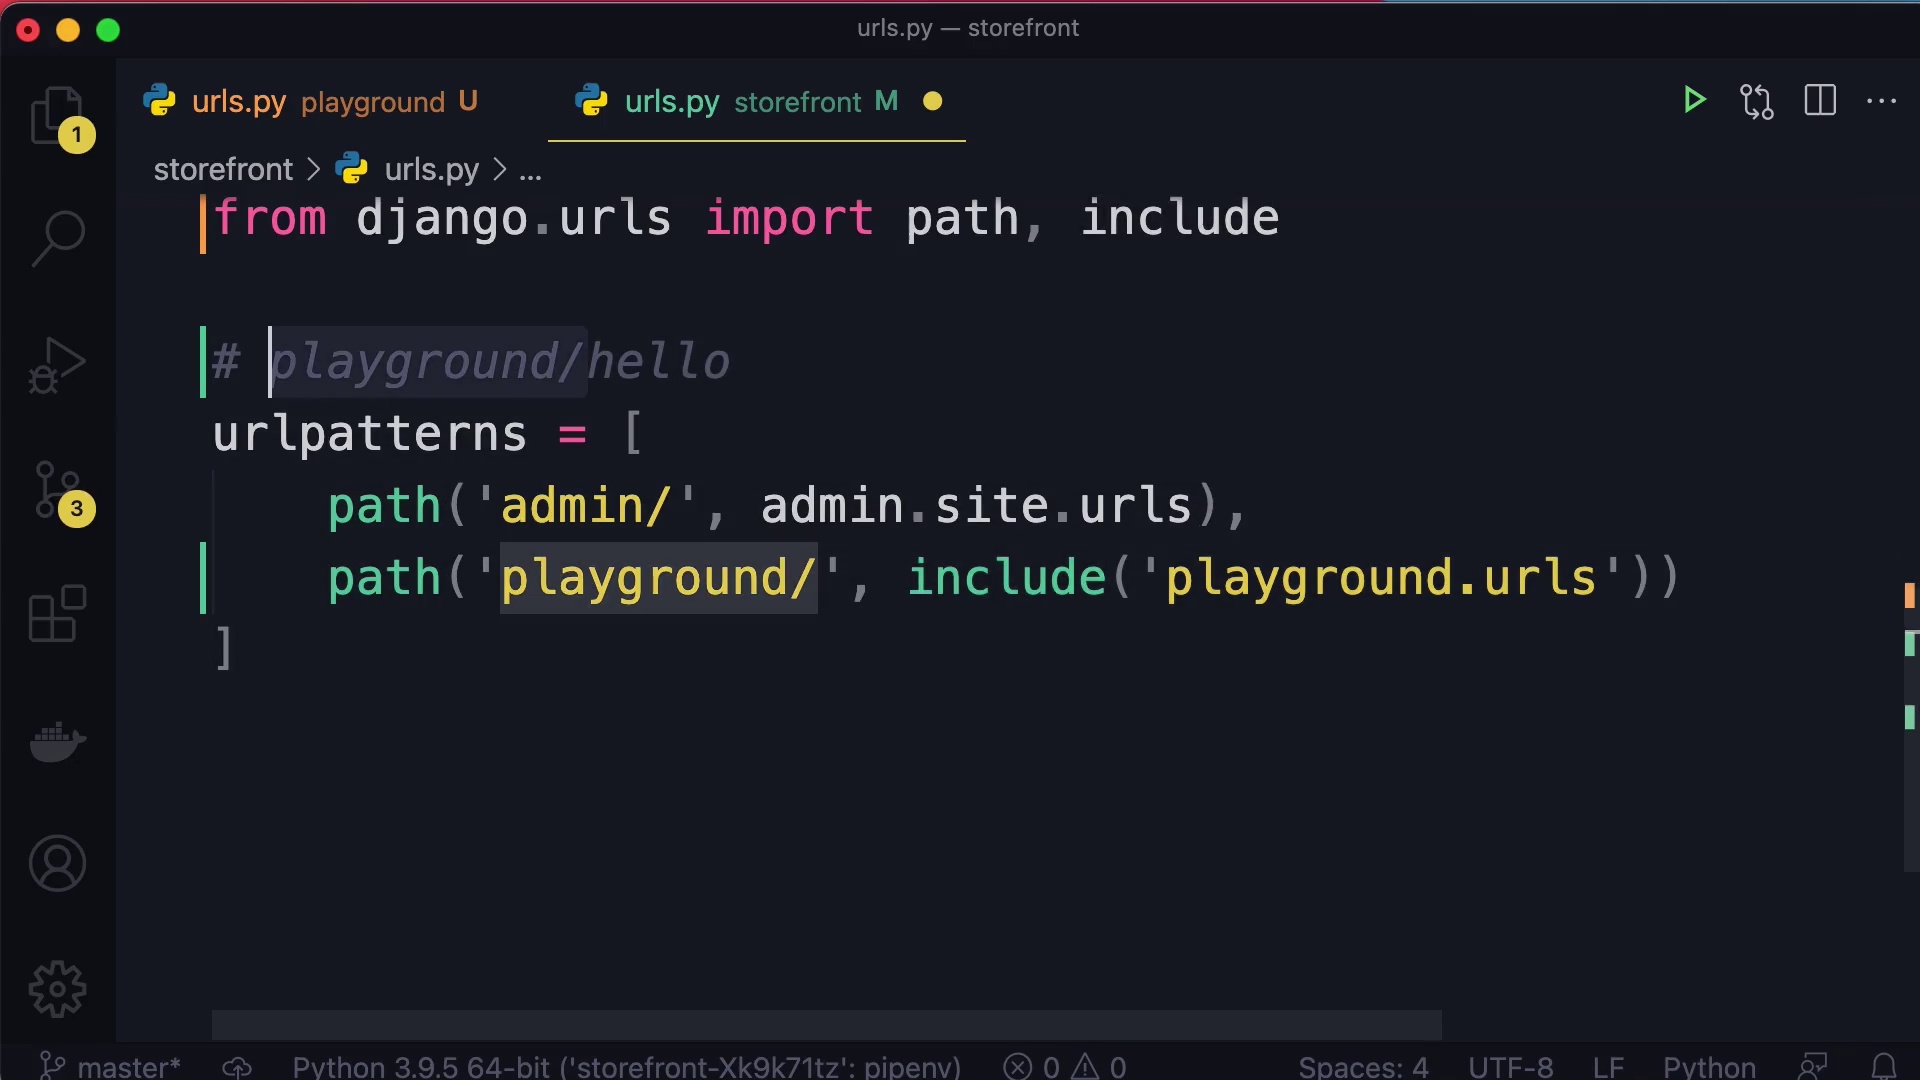 urls.py — storefront
urls.py playground U
urls.py storefront M
storefront > urls.py > ...
from django.urls import path, include
# playground/hello
urlpatterns = [
    path('admin/', admin.site.urls),
    path('playground/', include('playground.urls'))
]
1
3
master* Python 3.9.5 64-bit ('storefront-Xk9k71tz': pipenv) 0 0 Spaces: 4 UTF-8 LF Python